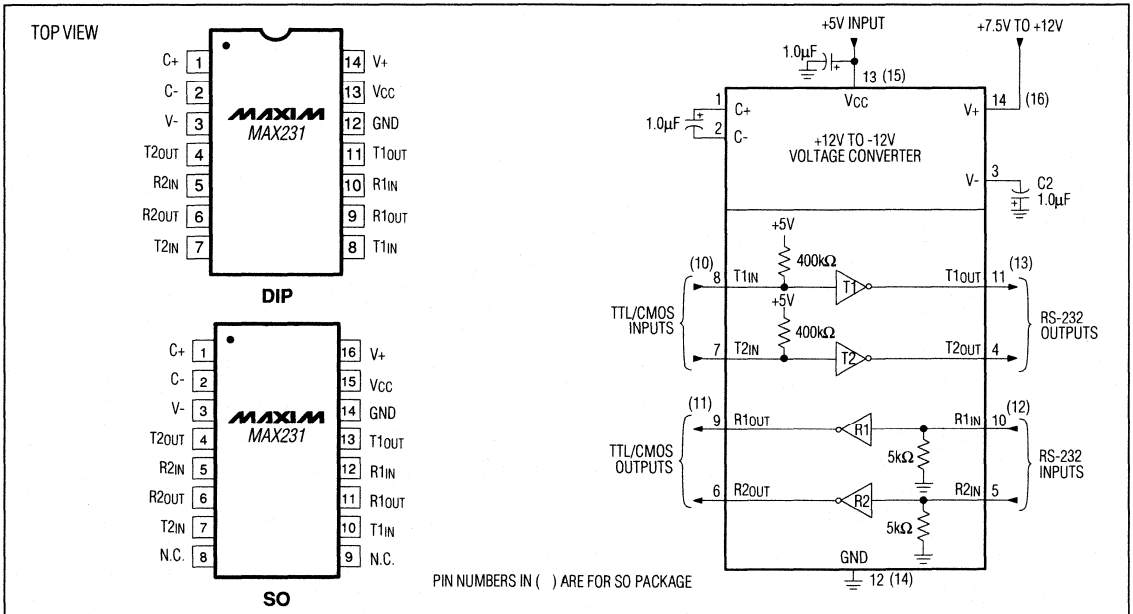 TOP VIEW
C+ 1
C- 2
V- 3
T2OUT 4
R2IN 5
R2OUT 6
T2IN 7
14 V+
13 VCC
12 GND
11 T1OUT
10 R1IN
9 R1OUT
8 T1IN
MAXIM
MAX231
DIP
C+ 1
C- 2
V- 3
T2OUT 4
R2IN 5
R2OUT 6
T2IN 7
N.C. 8
16 V+
15 VCC
14 GND
13 T1OUT
12 R1IN
11 R1OUT
10 T1IN
9 N.C.
MAXIM
MAX231
SO
+5V INPUT
+7.5V TO +12V
1.0µF
+
13 (15)
VCC
1
C+
+
1.0µF
2
C-
V+
14
(16)
+12V TO -12V
VOLTAGE CONVERTER
V-
3
C2
1.0µF
+
+5V
400kΩ
(10)
8
T1IN
T1
T1OUT
11
(13)
+5V
400kΩ
TTL/CMOS
INPUTS
7
T2IN
T2
T2OUT
4
RS-232
OUTPUTS
(11)
9
R1OUT
R1
R1IN
10
(12)
5kΩ
TTL/CMOS
OUTPUTS
6
R2OUT
R2
R2IN
5
5kΩ
RS-232
INPUTS
GND
12 (14)
PIN NUMBERS IN ( ) ARE FOR SO PACKAGE